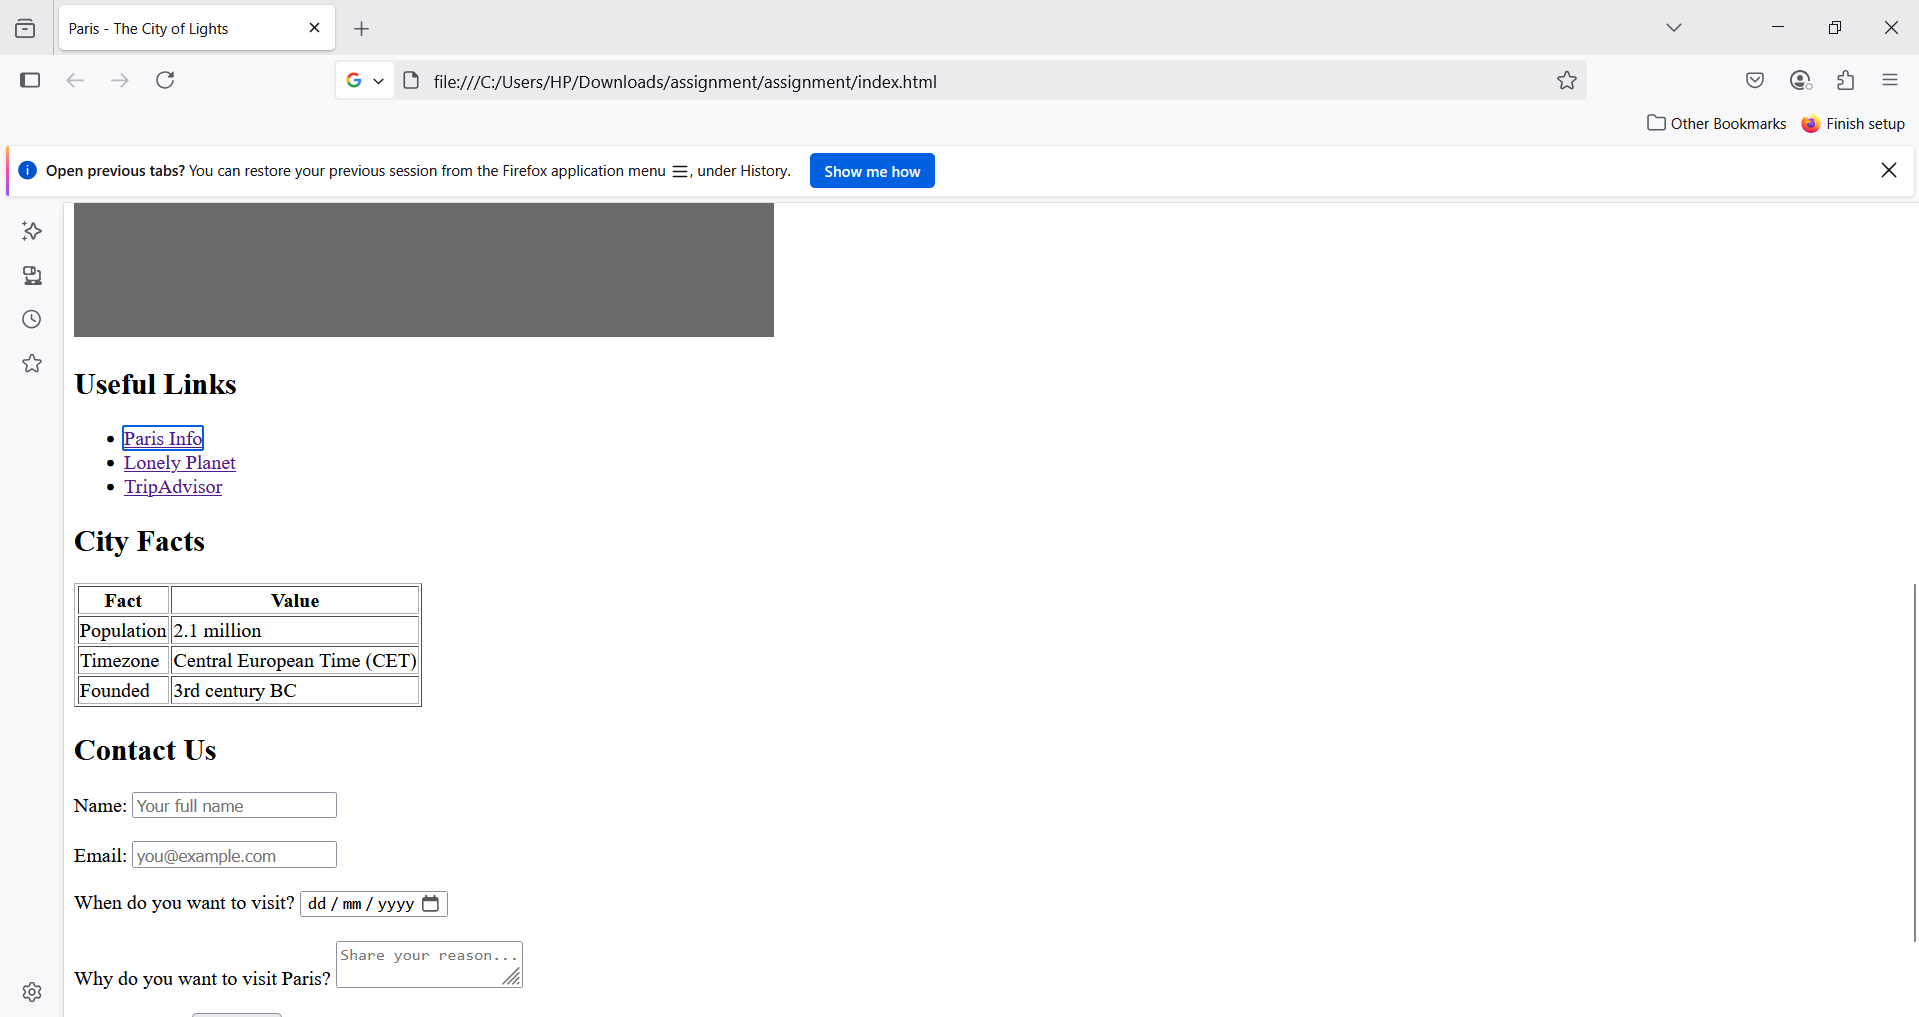 Paris - The City of Lights
file:///C:/Users/HP/Downloads/assignment/assignment/index.html
Other Bookmarks Finish setup
Open previous tabs? You can restore your previous session from the Firefox application menu ☰, under History. Show me how
Useful Links
Paris Info
Lonely Planet
TripAdvisor
City Facts
Fact Value
Population 2.1 million
Timezone Central European Time (CET)
Founded 3rd century BC
Contact Us
Name: Your full name
Email: you@example.com
When do you want to visit? dd / mm / yyyy
Why do you want to visit Paris? Share your reason...